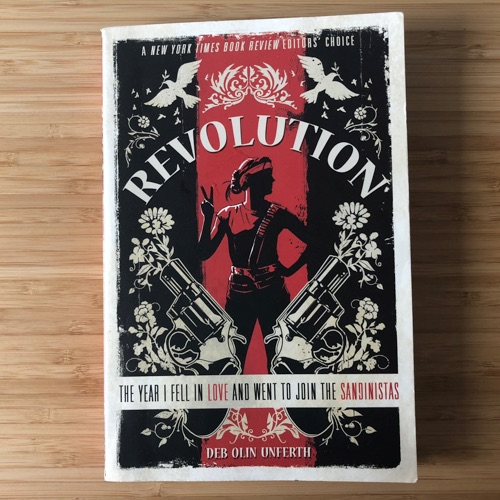 A NEW YORK TIMES BOOK REVIEW EDITORS' CHOICE
REVOLUTION
THE YEAR I FELL IN LOVE AND WENT TO JOIN THE SANDINISTAS
DEB OLIN UNFERTH